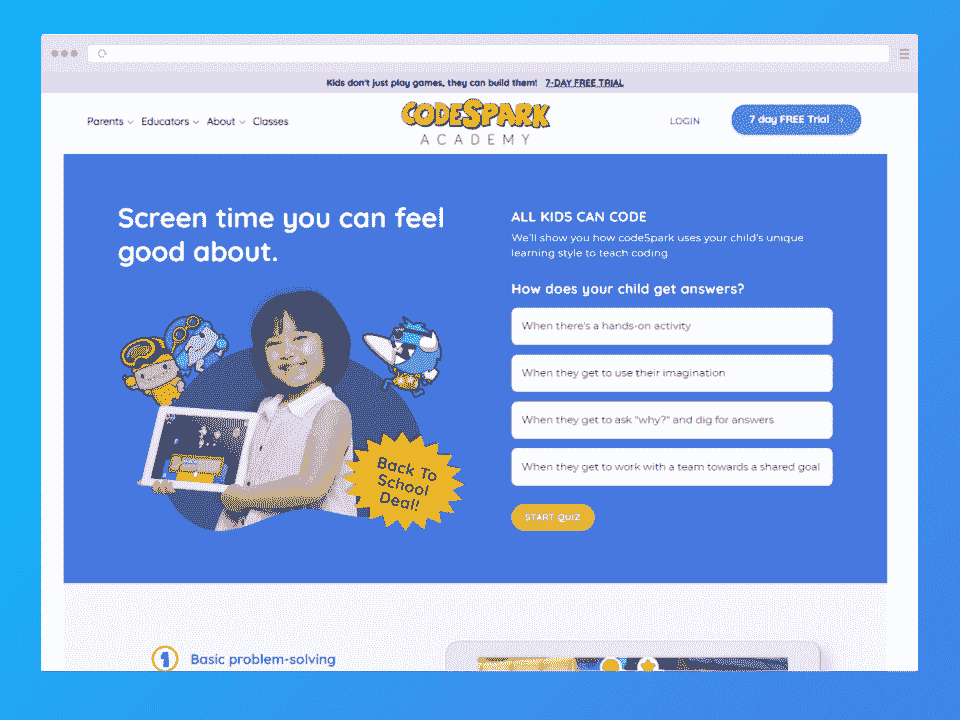 Kids don't just play games, they can build them! 7-DAY FREE TRIAL
Parents Educators About Classes
CODESPARK
ACADEMY
LOGIN
7 day FREE Trial →
Screen time you can feel
good about.
Back To
School
Deal!
ALL KIDS CAN CODE
We'll show you how codeSpark uses your child's unique
learning style to teach coding
How does your child get answers?
When there's a hands-on activity
When they get to use their imagination
When they get to ask "why?" and dig for answers
When they get to work with a team towards a shared goal
START QUIZ
1 Basic problem-solving